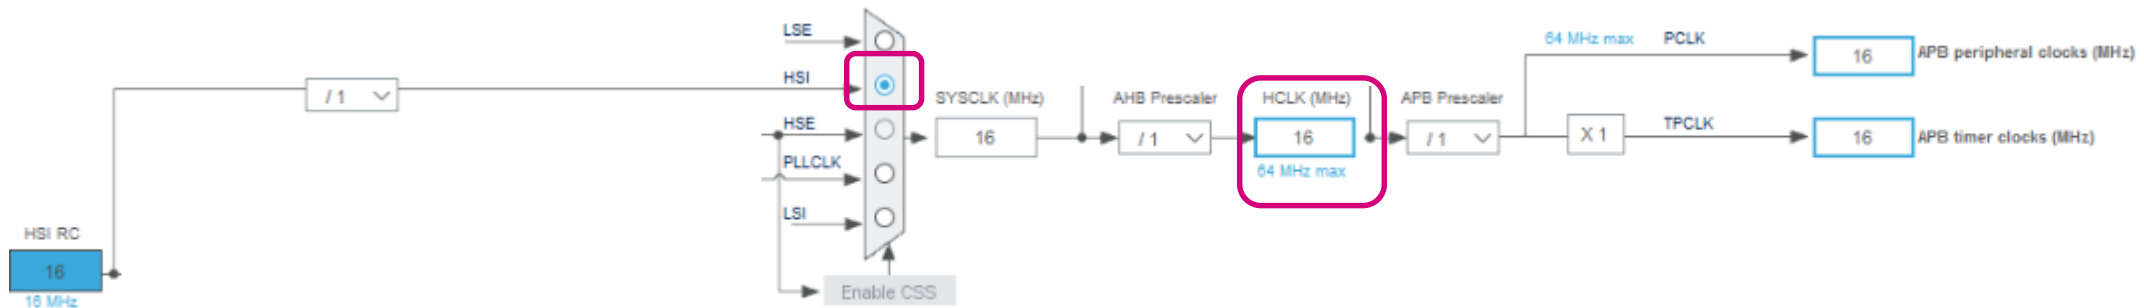 LSE
64 MHz max
PCLK
16
APB peripheral clocks (MHz)
HSI
/ 1
SYSCLK (MHz)
AHB Prescaler
HCLK (MHz)
APB Prescaler
HSE
16
/ 1
16
/ 1
X 1
TPCLK
16
APB timer clocks (MHz)
PLLCLK
64 MHz max
LSI
HSI RC
16
16 MHz
Enable CSS